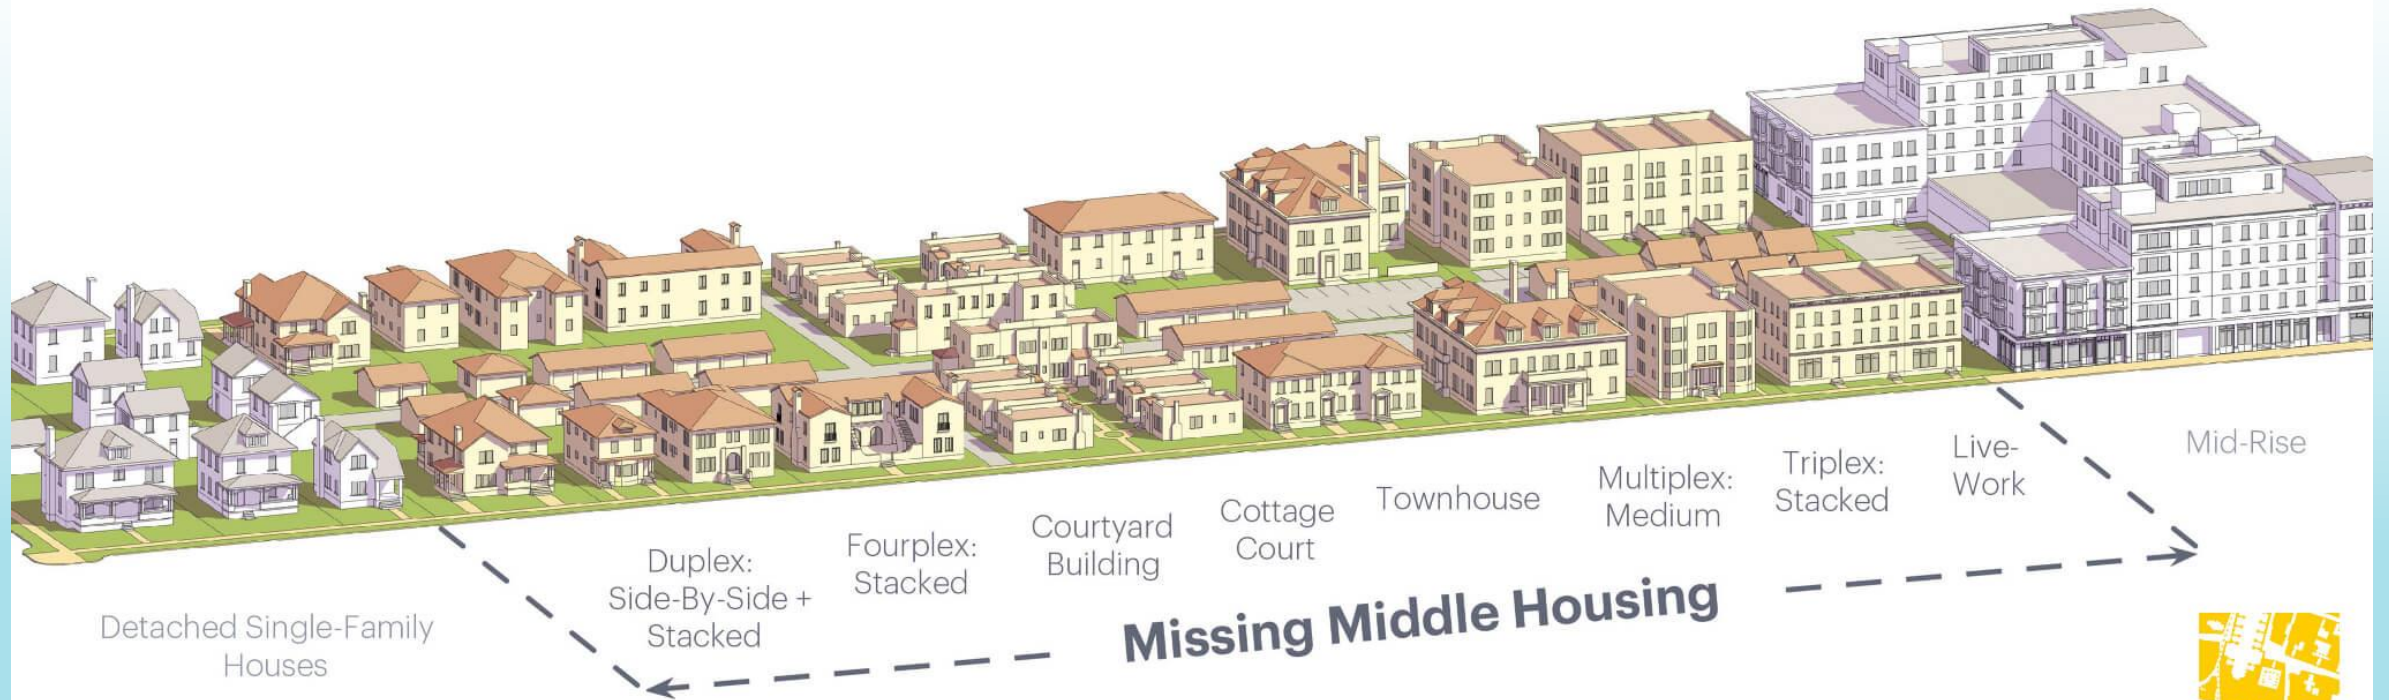 Detached Single-Family
Houses
Duplex:
Side-By-Side +
Stacked
Fourplex:
Stacked
Courtyard
Building
Cottage
Court
Townhouse
Multiplex:
Medium
Triplex:
Stacked
Live-
Work
Mid-Rise
Missing Middle Housing